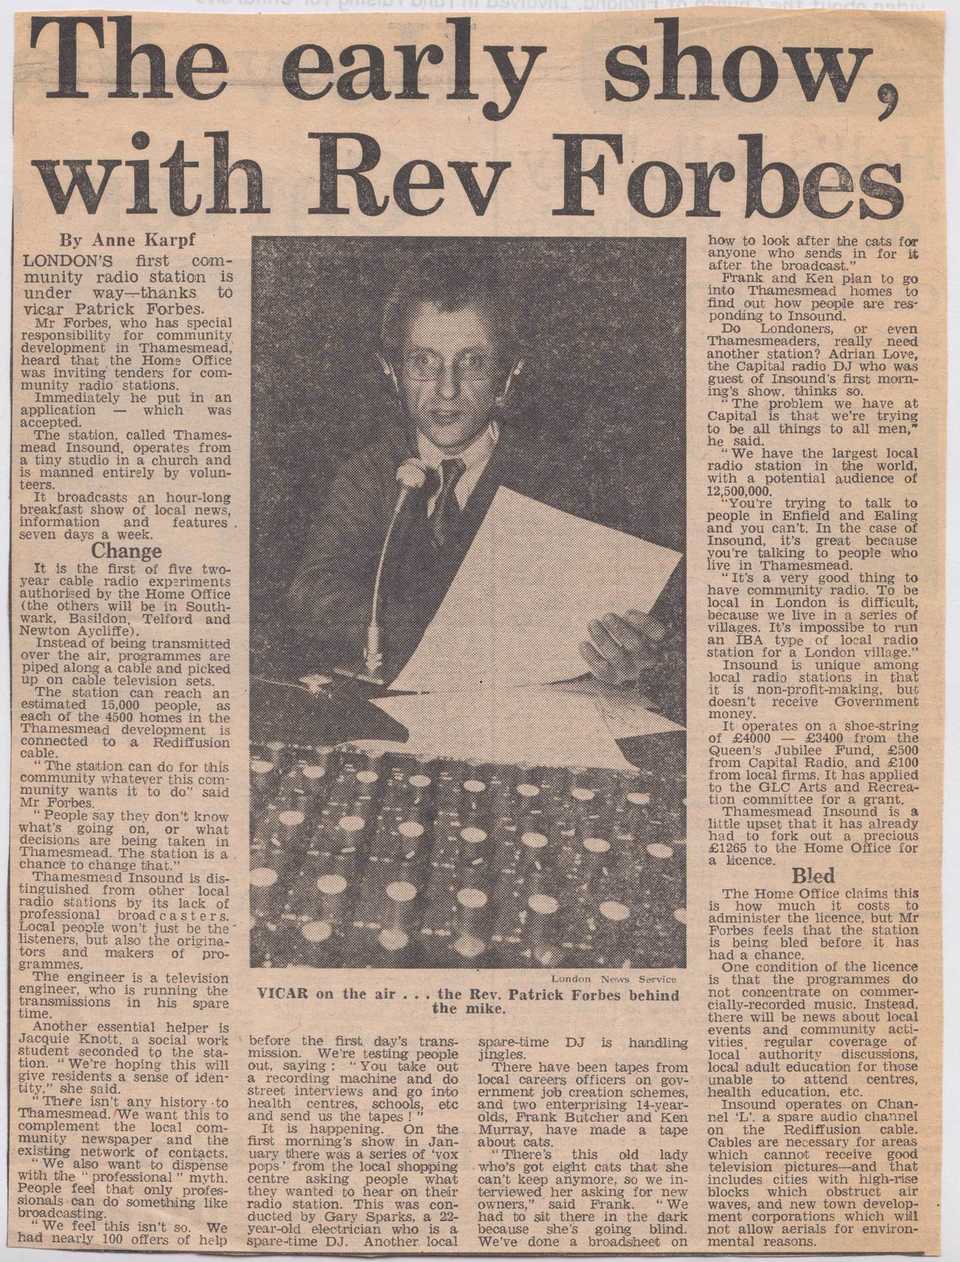 The early show,
with Rev Forbes
By Anne Karpf
LONDON'S first com-
munity radio station is
under way—thanks to
vicar Patrick Forbes.
Mr Forbes, who has special
responsibility for community
development in Thamesmead,
heard that the Home Office
was inviting tenders for com-
munity radio stations.
Immediately he put in an
application — which was
accepted.
The station, called Thames-
mead Insound, operates from
a tiny studio in a church and
is manned entirely by volun-
teers.
It broadcasts an hour-long
breakfast show of local news,
information and features
seven days a week.
Change
It is the first of five two-
year cable radio experiments
authorised by the Home Office
(the others will be in South-
wark, Basildon, Telford and
Newton Aycliffe).
Instead of being transmitted
over the air, programmes are
piped along a cable and picked
up on cable television sets.
The station can reach an
estimated 15,000 people, as
each of the 4500 homes in the
Thamesmead development is
connected to a Rediffusion
cable.
"The station can do for this
community whatever this com-
munity wants it to do" said
Mr Forbes.
"People say they don't know
what's going on, or what
decisions are being taken in
Thamesmead. The station is a
chance to change that."
Thamesmead Insound is dis-
tinguished from other local
radio stations by its lack of
professional broadcasters.
Local people won't just be the
listeners, but also the origina-
tors and makers of pro-
grammes.
The engineer is a television
engineer, who is running the
transmissions in his spare
time.
Another essential helper is
Jacquie Knott, a social work
student seconded to the sta-
tion. "We're hoping this will
give residents a sense of iden-
tity," she said.
"There isn't any history to
Thamesmead. We want this to
complement the local com-
munity newspaper and the
existing network of contacts.
"We also want to dispense
with the "professional" myth.
People feel that only profes-
sionals can do something like
broadcasting.
"We feel this isn't so. We
had nearly 100 offers of help
London News Service
VICAR on the air . . . the Rev. Patrick Forbes behind
the mike.
before the first day's trans-
mission. We're testing people
out, saying: "You take out
a recording machine and do
street interviews and go into
health centres, schools, etc
and send us the tapes!"
It is happening. On the
first morning's show in Jan-
uary there was a series of 'vox
pops' from the local shopping
centre asking people what
they wanted to hear on their
radio station. This was con-
ducted by Gary Sparks, a 22-
year-old electrician who is a
spare-time DJ. Another local
spare-time DJ is handling
jingles.
There have been tapes from
local careers officers on gov-
ernment job creation schemes,
and two enterprising 14-year-
olds, Frank Butcher and Ken
Murray, have made a tape
about cats.
"There's this old lady
who's got eight cats that she
can't keep anymore, so we in-
terviewed her asking for new
owners," said Frank. "We
had to sit there in the dark
because she's going blind.
We've done a broadsheet on
how to look after the cats for
anyone who sends in for it
after the broadcast."
Frank and Ken plan to go
into Thamesmead homes to
find out how people are res-
ponding to Insound.
Do Londoners, or even
Thamesmeaders, really need
another station? Adrian Love,
the Capital radio DJ who was
guest of Insound's first morn-
ing's show, thinks so.
"The problem we have at
Capital is that we're trying
to be all things to all men,"
he said.
"We have the largest local
radio station in the world,
with a potential audience of
12,500,000.
"You're trying to talk to
people in Enfield and Ealing
and you can't. In the case of
Insound, it's great because
you're talking to people who
live in Thamesmead.
"It's a very good thing to
have community radio. To be
local in London is difficult,
because we live in a series of
villages. It's impossibe to run
an IBA type of local radio
station for a London village."
Insound is unique among
local radio stations in that
it is non-profit-making, but
doesn't receive Government
money.
It operates on a shoe-string
of £4000 — £3400 from the
Queen's Jubilee Fund, £500
from Capital Radio, and £100
from local firms. It has applied
to the GLC Arts and Recrea-
tion committee for a grant.
Thamesmead Insound is a
little upset that it has already
had to fork out a precious
£1265 to the Home Office for
a licence.
Bled
The Home Office claims this
is how much it costs to
administer the licence, but Mr
Forbes feels that the station
is being bled before it has
had a chance.
One condition of the licence
is that the programmes do
not concentrate on commer-
cially-recorded music. Instead,
there will be news about local
events and community acti-
vities, regular coverage of
local authority discussions,
local adult education for those
unable to attend centres,
health education, etc.
Insound operates on Chan-
nel 'L', a spare audio channel
on the Rediffusion cable.
Cables are necessary for areas
which cannot receive good
television pictures—and that
includes cities with high-rise
blocks which obstruct air
waves, and new town develop-
ment corporations which will
not allow aerials for environ-
mental reasons.